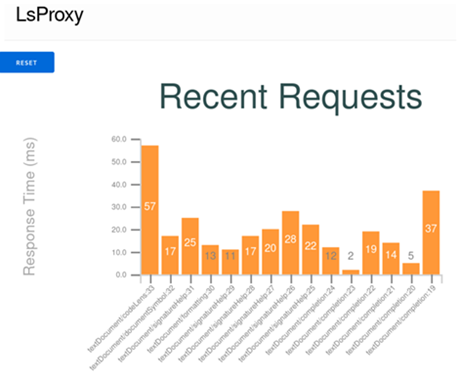 LsProxy
RESET
Recent Requests
Response Time (ms)
60.0
50.0
40.0
30.0
20.0
10.0
0.0
57
17
25
13
11
17
20
28
22
12
2
19
14
5
37
textDocument/codeLens:33
textDocument/documentSymbol:32
textDocument/signatureHelp:31
textDocument/formatting:30
textDocument/signatureHelp:29
textDocument/signatureHelp:28
textDocument/signatureHelp:27
textDocument/signatureHelp:26
textDocument/signatureHelp:25
textDocument/completion:24
textDocument/completion:23
textDocument/completion:22
textDocument/completion:21
textDocument/completion:20
textDocument/completion:19